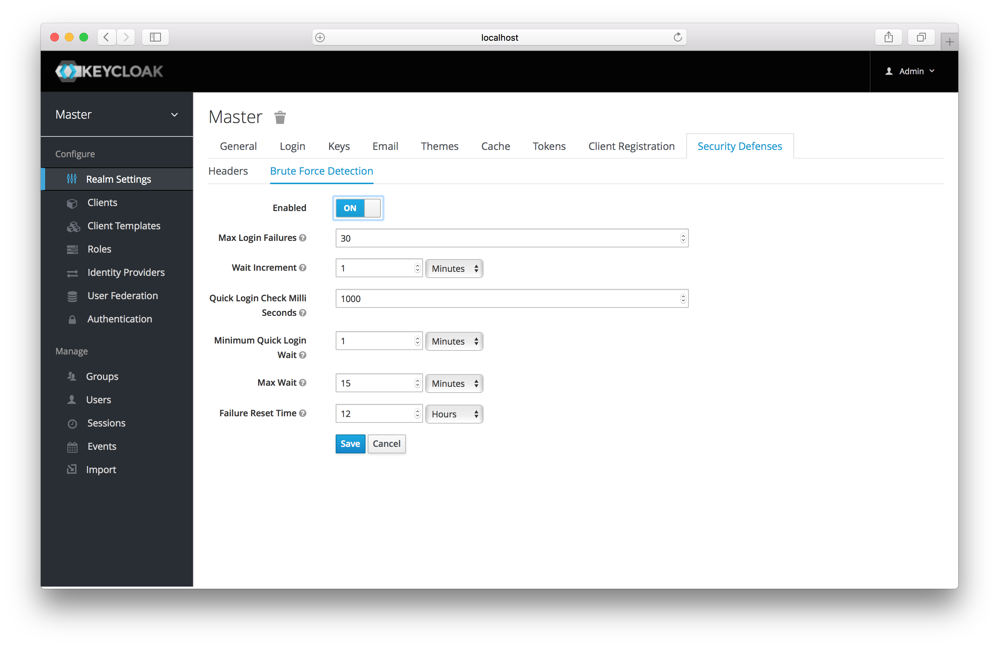 localhost
KEYCLOAK
Admin
Master
Configure
Realm Settings
Clients
Client Templates
Roles
Identity Providers
User Federation
Authentication
Manage
Groups
Users
Sessions
Events
Import
Master
General Login Keys Email Themes Cache Tokens Client Registration Security Defenses
Headers Brute Force Detection
Enabled ON
Max Login Failures ? 30
Wait Increment ? 1 Minutes
Quick Login Check Milli 1000
Seconds ?
Minimum Quick Login 1 Minutes
Wait ?
Max Wait ? 15 Minutes
Failure Reset Time ? 12 Hours
Save Cancel